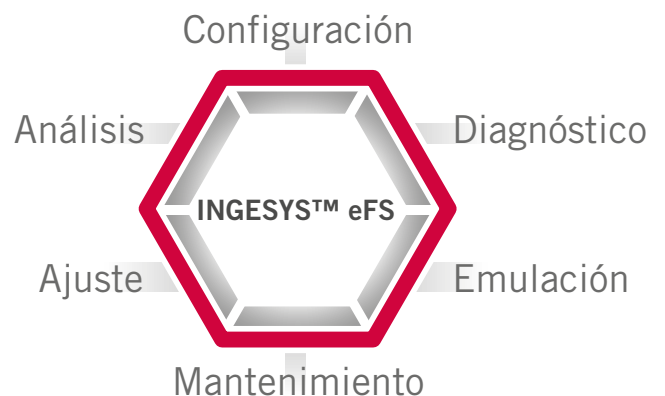 Configuración
Análisis
Diagnóstico
INGESYS™ eFS
Ajuste
Emulación
Mantenimiento